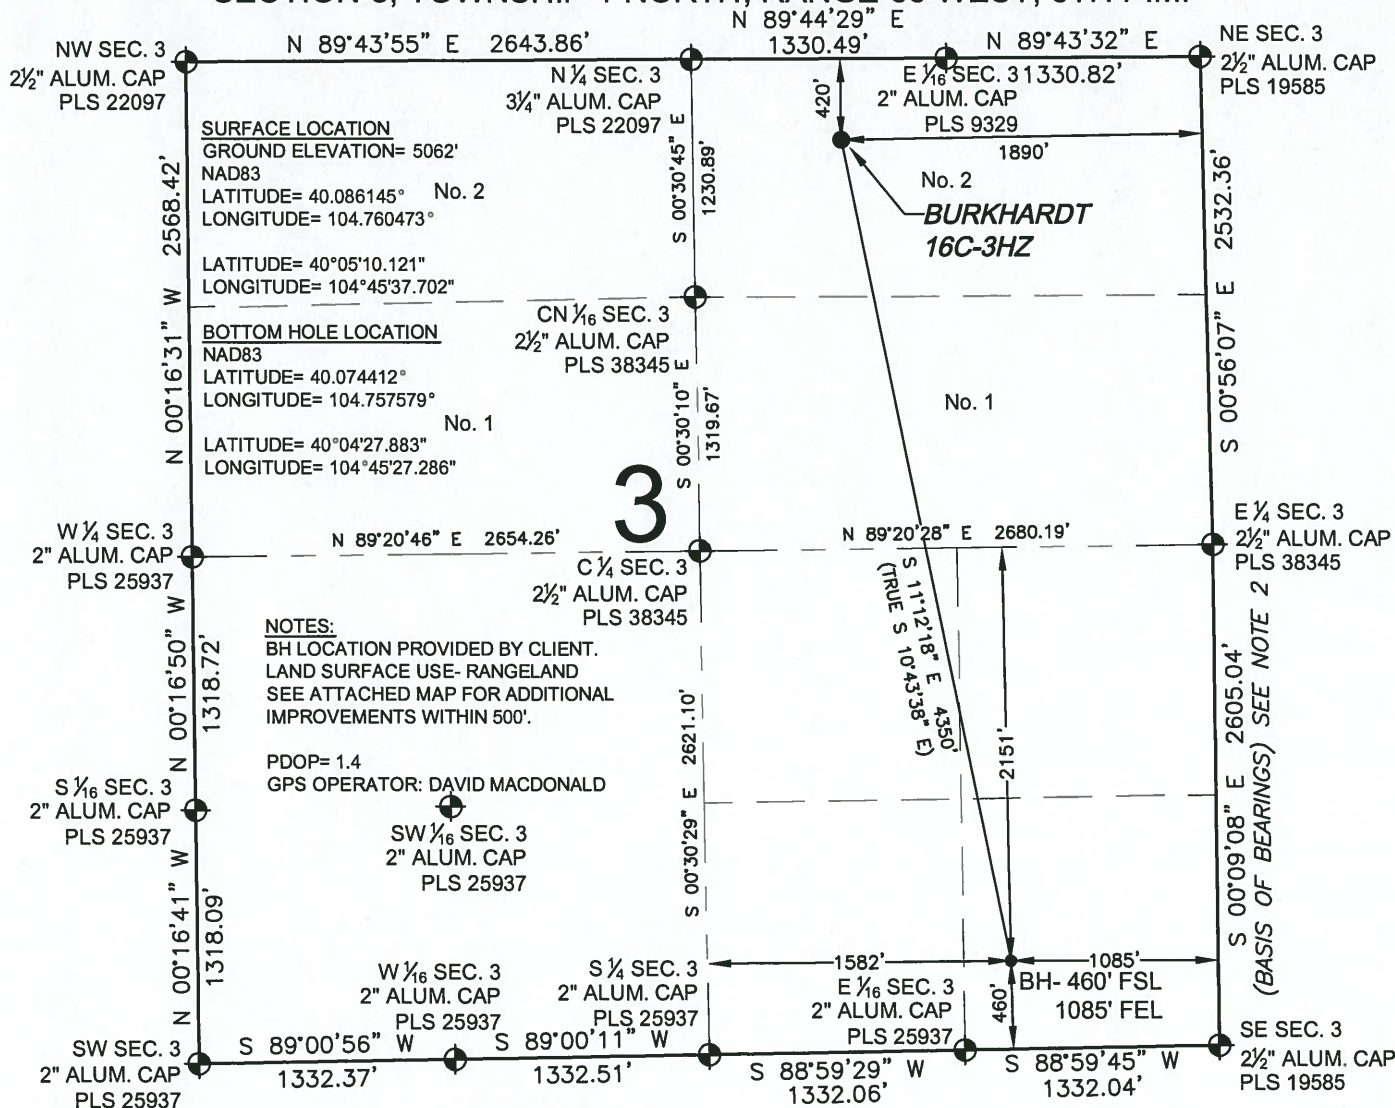 N 89°44'29" E
1330.49'
N 89°43'55" E 2643.86'
N 89°43'32" E
1330.82'
NW SEC. 3
2½" ALUM. CAP
PLS 22097
N ¼ SEC. 3
3¼" ALUM. CAP
PLS 22097
E ⅟16 SEC. 3
2" ALUM. CAP
PLS 9329
NE SEC. 3
2½" ALUM. CAP
PLS 19585
420'
1890'
SURFACE LOCATION
GROUND ELEVATION= 5062'
NAD83
LATITUDE= 40.086145°
LONGITUDE= 104.760473°
No. 2
LATITUDE= 40°05'10.121"
LONGITUDE= 104°45'37.702"
S 00°30'45" E
1230.89'
No. 2
BURKHARDT
16C-3HZ
2568.42'
N 00°16'31" W
2532.36'
S 00°56'07" E
BOTTOM HOLE LOCATION
NAD83
LATITUDE= 40.074412°
LONGITUDE= 104.757579°
No. 1
LATITUDE= 40°04'27.883"
LONGITUDE= 104°45'27.286"
CN ⅟16 SEC. 3
2½" ALUM. CAP
PLS 38345
S 00°30'10" E
1319.67'
No. 1
3
W ¼ SEC. 3
2" ALUM. CAP
PLS 25937
N 89°20'46" E 2654.26'
C ¼ SEC. 3
2½" ALUM. CAP
PLS 38345
N 89°20'28" E 2680.19'
E ¼ SEC. 3
2½" ALUM. CAP
PLS 38345
S 11°12'18" E 4350'
(TRUE S 10°43'38" E)
2151'
NOTES:
BH LOCATION PROVIDED BY CLIENT.
LAND SURFACE USE- RANGELAND
SEE ATTACHED MAP FOR ADDITIONAL
IMPROVEMENTS WITHIN 500'.
PDOP= 1.4
GPS OPERATOR: DAVID MACDONALD
N 00°16'50" W
1318.72'
S 00°30'29" E 2621.10'
S 00°09'08" E 2605.04'
(BASIS OF BEARINGS) SEE NOTE 2
S ⅟16 SEC. 3
2" ALUM. CAP
PLS 25937
SW ⅟16 SEC. 3
2" ALUM. CAP
PLS 25937
N 00°16'41" W
1318.09'
1582'
1085'
460'
BH- 460' FSL
1085' FEL
W ⅟16 SEC. 3
2" ALUM. CAP
PLS 25937
S ¼ SEC. 3
2" ALUM. CAP
PLS 25937
E ⅟16 SEC. 3
2" ALUM. CAP
PLS 25937
SW SEC. 3
2" ALUM. CAP
PLS 25937
S 89°00'56" W
1332.37'
S 89°00'11" W
1332.51'
S 88°59'29" W
1332.06'
S 88°59'45" W
1332.04'
SE SEC. 3
2½" ALUM. CAP
PLS 19585